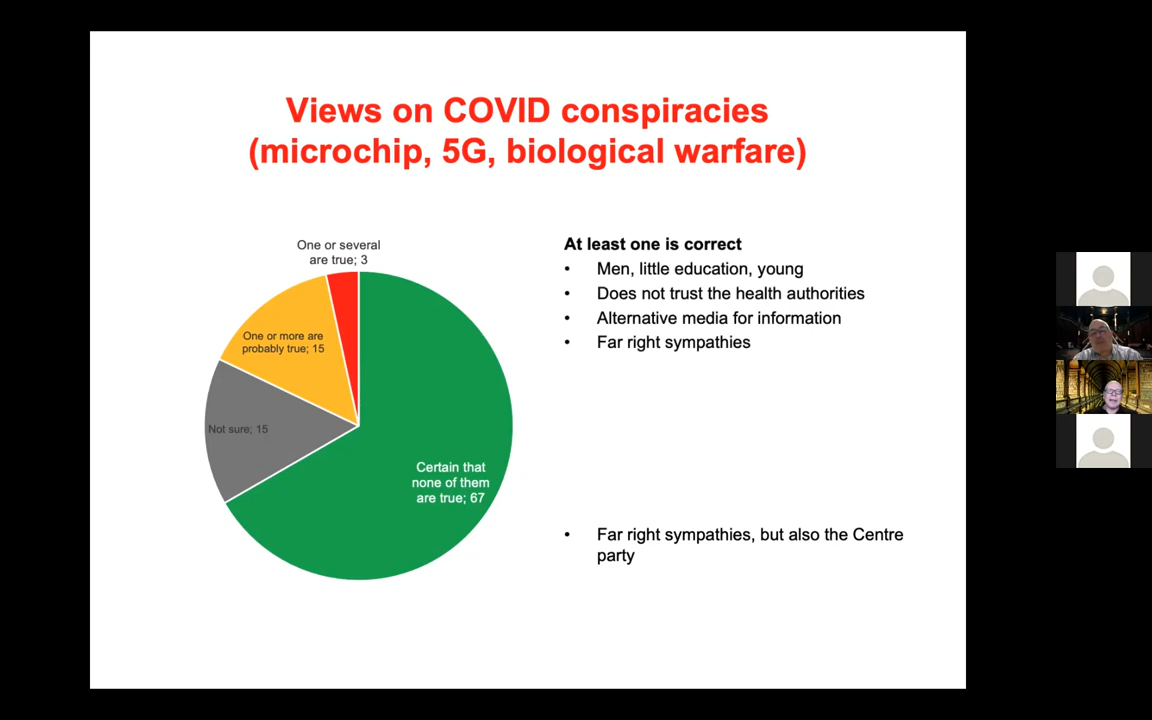 Views on COVID conspiracies
(microchip, 5G, biological warfare)
One or several
are true; 3
One or more are
probably true; 15
Not sure; 15
Certain that
none of them
are true; 67
At least one is correct
• Men, little education, young
• Does not trust the health authorities
• Alternative media for information
• Far right sympathies
• Far right sympathies, but also the Centre
party